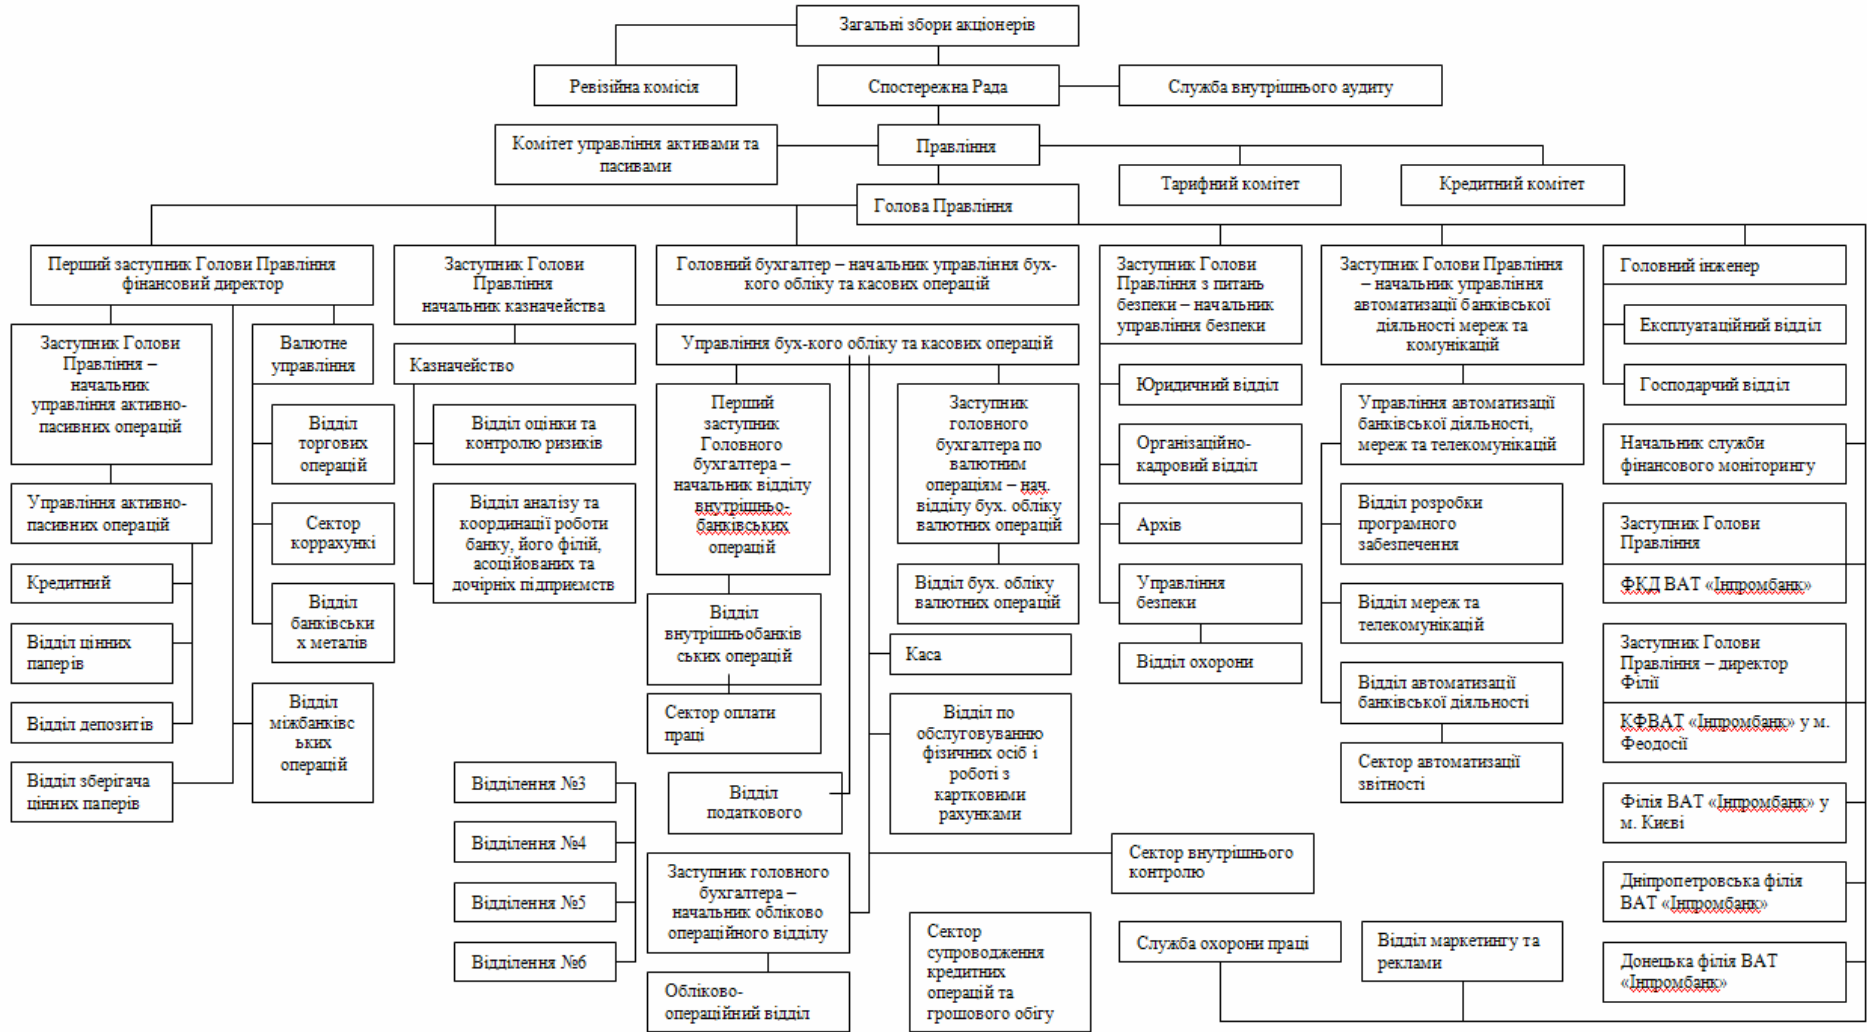 Загальні збори акціонерів
Ревізійна комісія
Спостережна Рада
Служба внутрішнього аудиту
Комітет управління активами та
пасивами
Правління
Тарифний комітет
Кредитний комітет
Голова Правління
Перший заступник Голови Правління
фінансовий директор
Заступник Голови
Правління
начальник казначейства
Головний бухгалтер – начальник управління бух-
кого обліку та касових операцій
Заступник Голови
Правління з питань
безпеки – начальник
управління безпеки
Заступник Голови Правління
– начальник управління
автоматизації банківської
діяльності мереж та
комунікацій
Головний інженер
Експлуатаційний відділ
Господарчий відділ
Заступник Голови
Правління –
начальник
управління активно-
пасивних операцій
Валютне
управління
Казначейство
Управління бух-кого обліку та касових операцій
Відділ
торгових
операцій
Сектор
коррахункі
Відділ
банківськи
х металів
Відділ
міжбанківс
ьких
операцій
Управління активно-
пасивних операцій
Кредитний
Відділ цінних
паперів
Відділ депозитів
Відділ зберігача
цінних паперів
Відділ оцінки та
контролю ризиків
Відділ аналізу та
координації роботи
банку, його філій,
асоційованих та
дочірніх підприємств
Перший
заступник
Головного
бухгалтера –
начальник відділу
внутрішньо-
банківських
операцій
Заступник
головного
бухгалтера по
валютним
операціям – нач.
відділу бух. обліку
валютних операцій
Відділ бух. обліку
валютних операцій
Відділ
внутрішньобанків
ських операцій
Сектор оплати
праці
Каса
Відділ по
обслуговуванню
фізичних осіб і
роботі з
картковими
рахунками
Відділ
податкового
Відділення №3
Відділення №4
Відділення №5
Відділення №6
Заступник головного
бухгалтера –
начальник обліково
операційного відділу
Обліково-
операційний відділ
Сектор
супроводження
кредитних
операцій та
грошового обігу
Сектор внутрішнього
контролю
Юридичний відділ
Організаційно-
кадровий відділ
Архів
Управління
безпеки
Відділ охорони
Управління автоматизації
банківської діяльності,
мереж та телекомунікацій
Відділ розробки
програмного
забезпечення
Відділ мереж та
телекомунікацій
Відділ автоматизації
банківської діяльності
Сектор автоматизації
звітності
Начальник служби
фінансового моніторингу
Заступник Голови
Правління
ФКД ВАТ «Інпромбанк»
Заступник Голови
Правління – директор
Філії
КФВАТ «Інпромбанк» у м.
Феодосії
Філія ВАТ «Інпромбанк» у
м. Києві
Дніпропетровська філія
ВАТ «Інпромбанк»
Донецька філія ВАТ
«Інпромбанк»
Служба охорони праці
Відділ маркетингу та
реклами